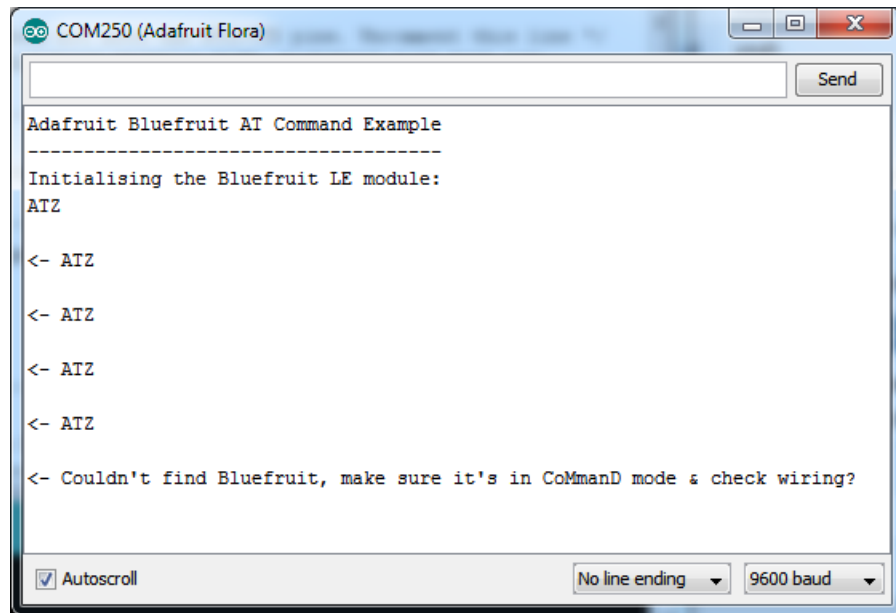 COM250 (Adafruit Flora)
Send
Adafruit Bluefruit AT Command Example
-------------------------------------
Initialising the Bluefruit LE module:
ATZ
<- ATZ
<- ATZ
<- ATZ
<- ATZ
<- Couldn't find Bluefruit, make sure it's in CoMmanD mode & check wiring?
Autoscroll
No line ending
9600 baud